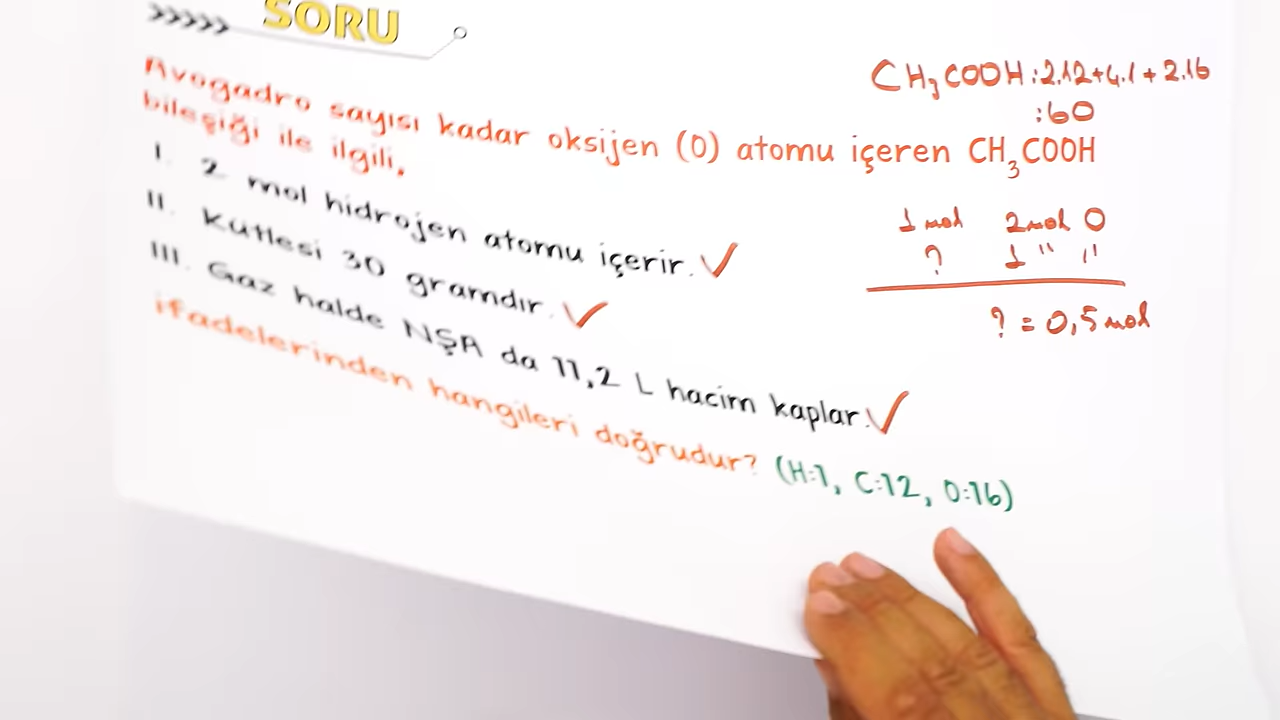 SORU
Avogadro sayısı kadar oksijen (O) atomu içeren CH₃COOH
bileşiği ile ilgili,
I. 2 mol hidrojen atomu içerir. ✓
II. Kütlesi 30 gramdır. ✓
III. Gaz halde NŞA da 11,2 L hacim kaplar. ✓
ifadelerinden hangileri doğrudur? (H:1, C:12, O:16)
CH₃COOH : 2.12+4.1+2.16
:60
1 mol 2 mol O
? 1 " "
? = 0,5 mol